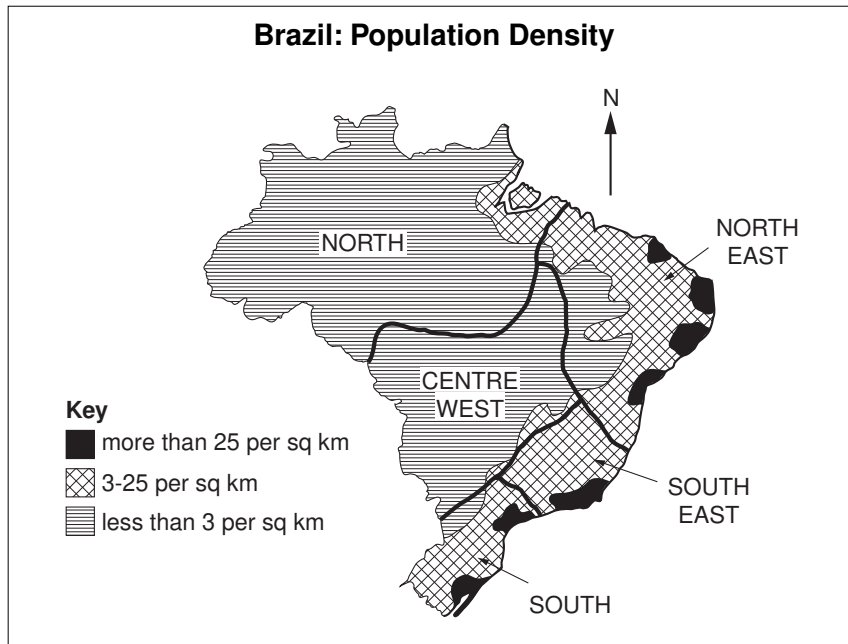 Brazil: Population Density
N
NORTH
NORTH
EAST
CENTRE
WEST
Key
more than 25 per sq km
3-25 per sq km
less than 3 per sq km
SOUTH
EAST
SOUTH